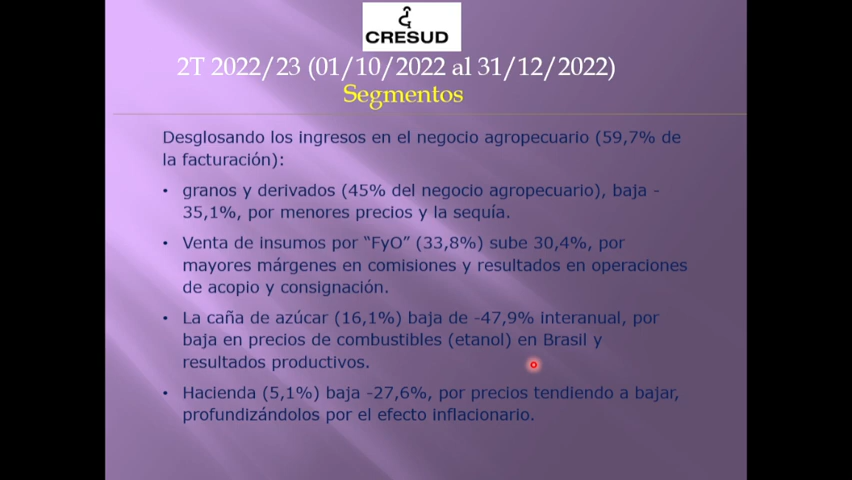 CRESUD
2T 2022/23 (01/10/2022 al 31/12/2022)
Segmentos
Desglosando los ingresos en el negocio agropecuario (59,7% de
la facturación):
• granos y derivados (45% del negocio agropecuario), baja -
35,1%, por menores precios y la sequía.
• Venta de insumos por “FyO” (33,8%) sube 30,4%, por
mayores márgenes en comisiones y resultados en operaciones
de acopio y consignación.
• La caña de azúcar (16,1%) baja de -47,9% interanual, por
baja en precios de combustibles (etanol) en Brasil y
resultados productivos.
• Hacienda (5,1%) baja -27,6%, por precios tendiendo a bajar,
profundizándolos por el efecto inflacionario.